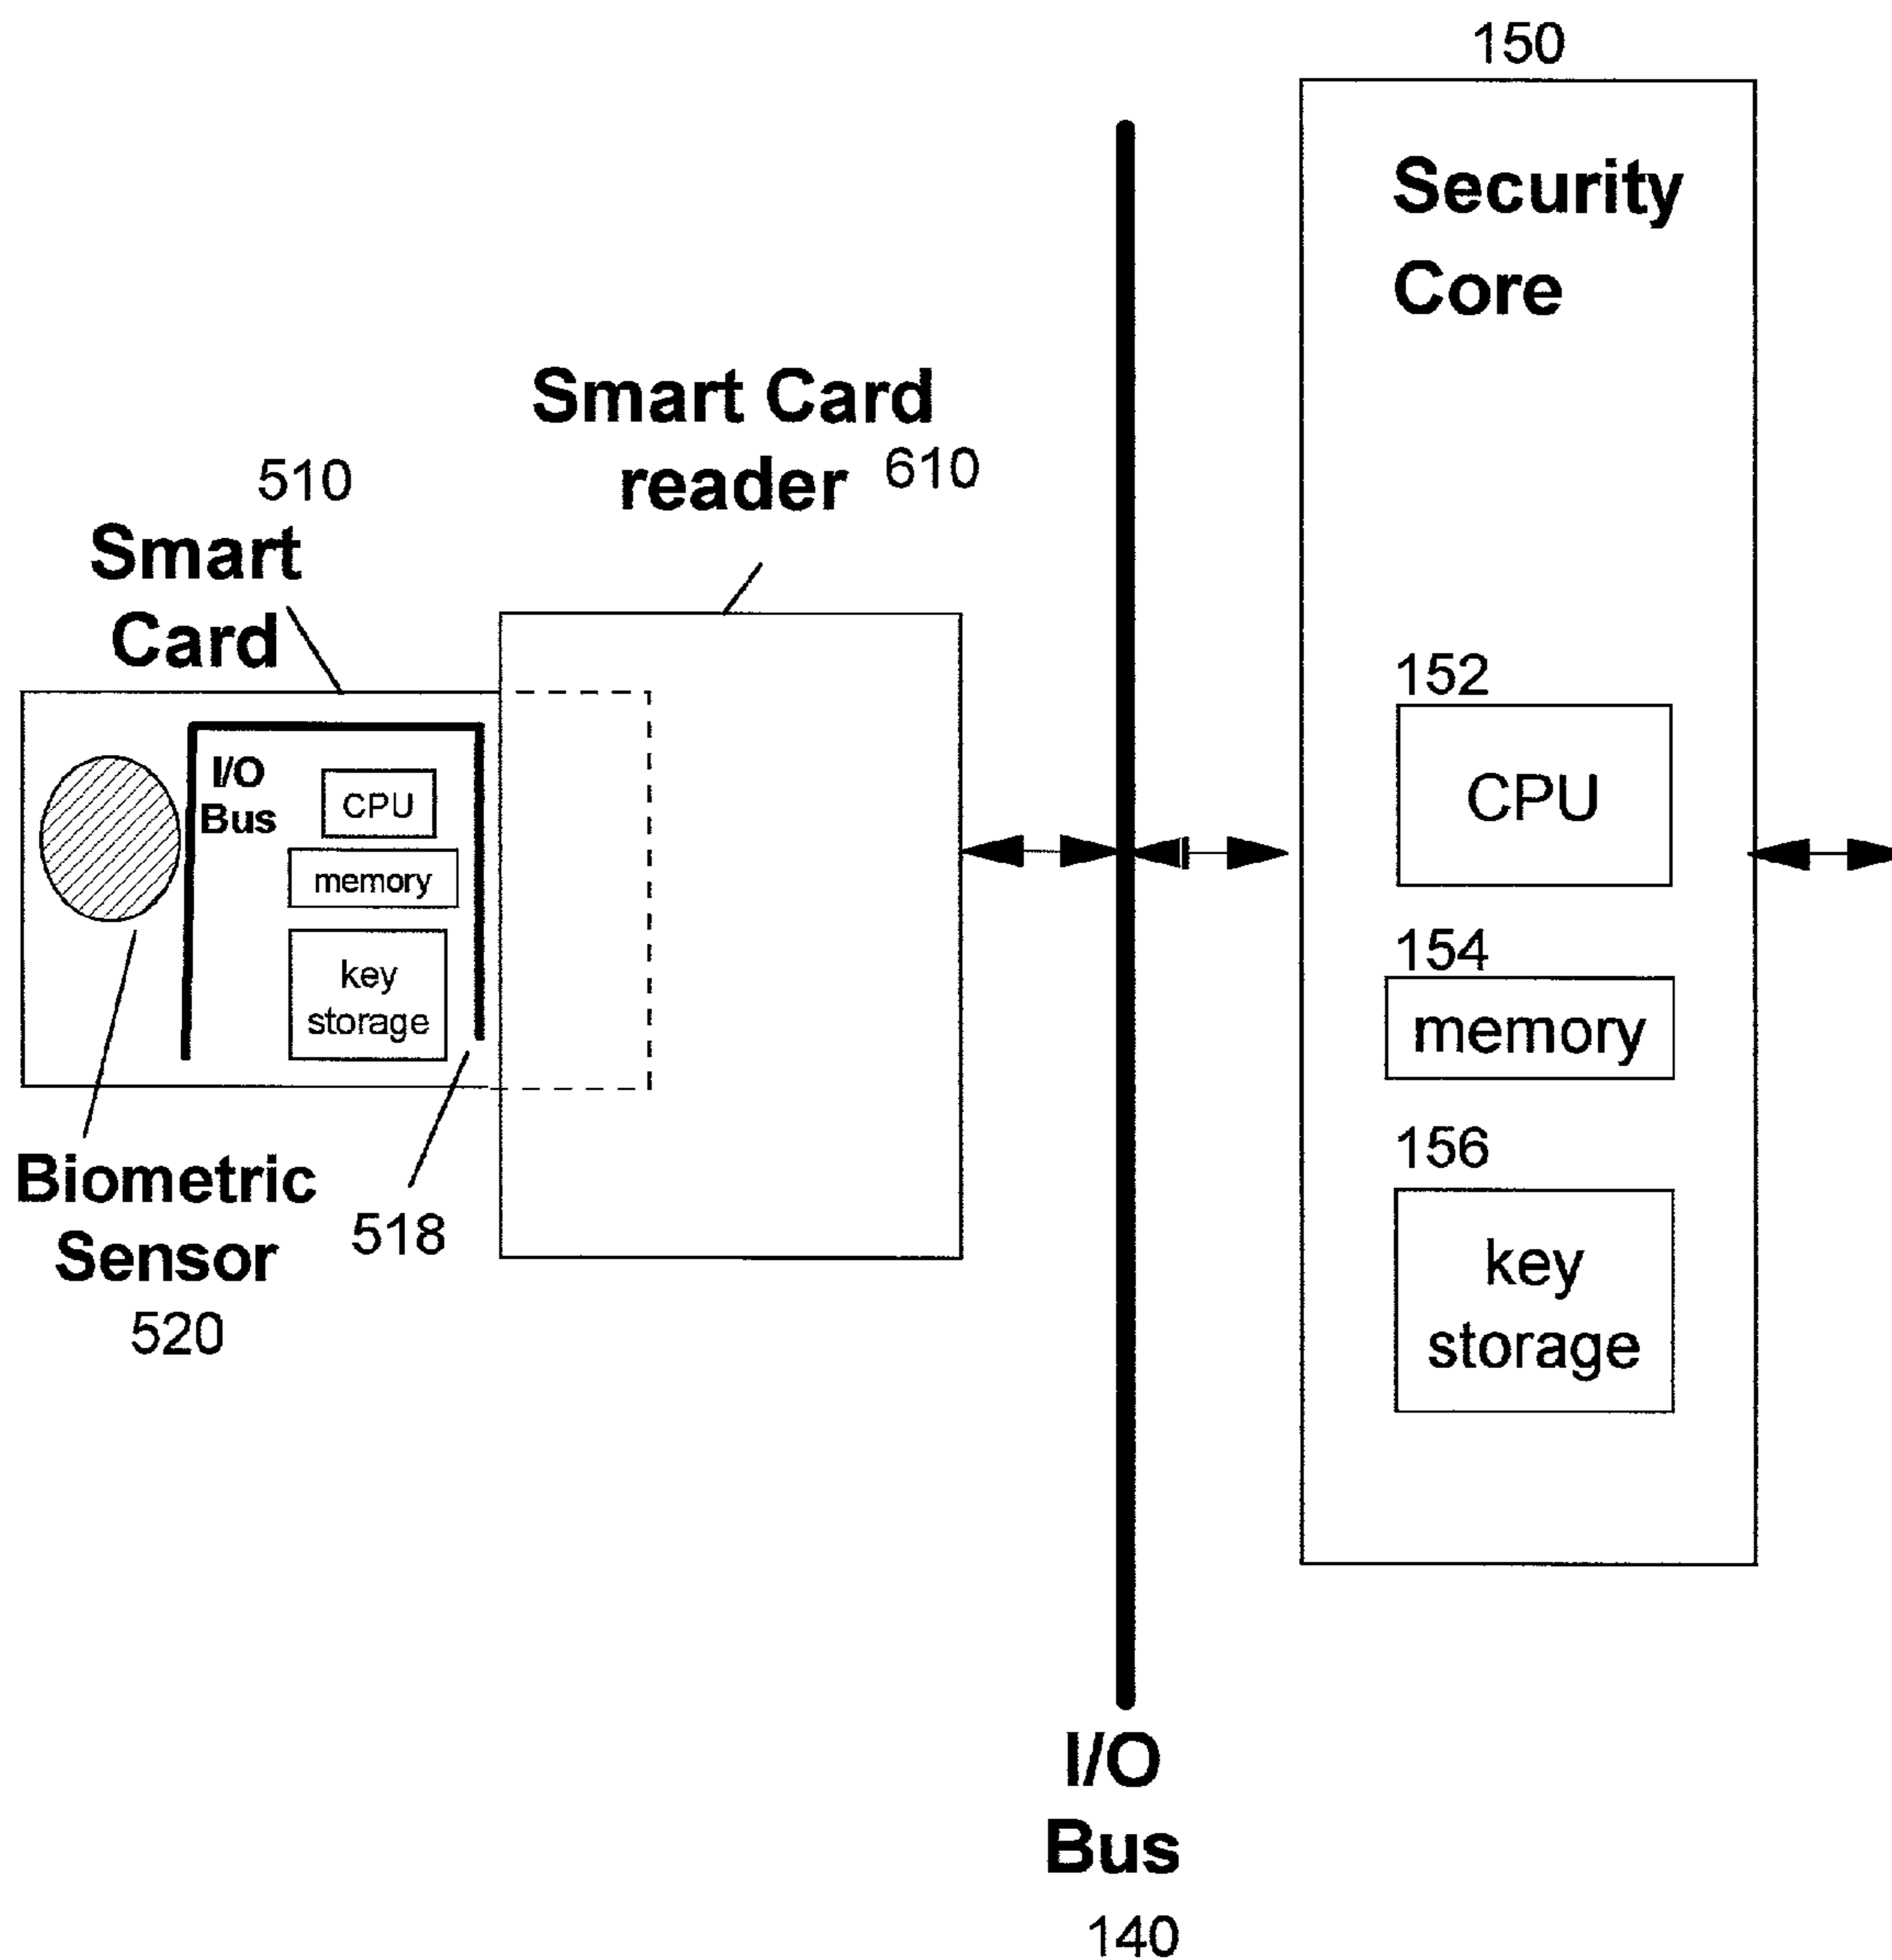 150
Security
Core
Smart Card
reader 610
510
Smart
Card
152
CPU
154
memory
156
key
storage
I/O
Bus
CPU
memory
key
storage
Biometric
Sensor
520
518
I/O
Bus
140